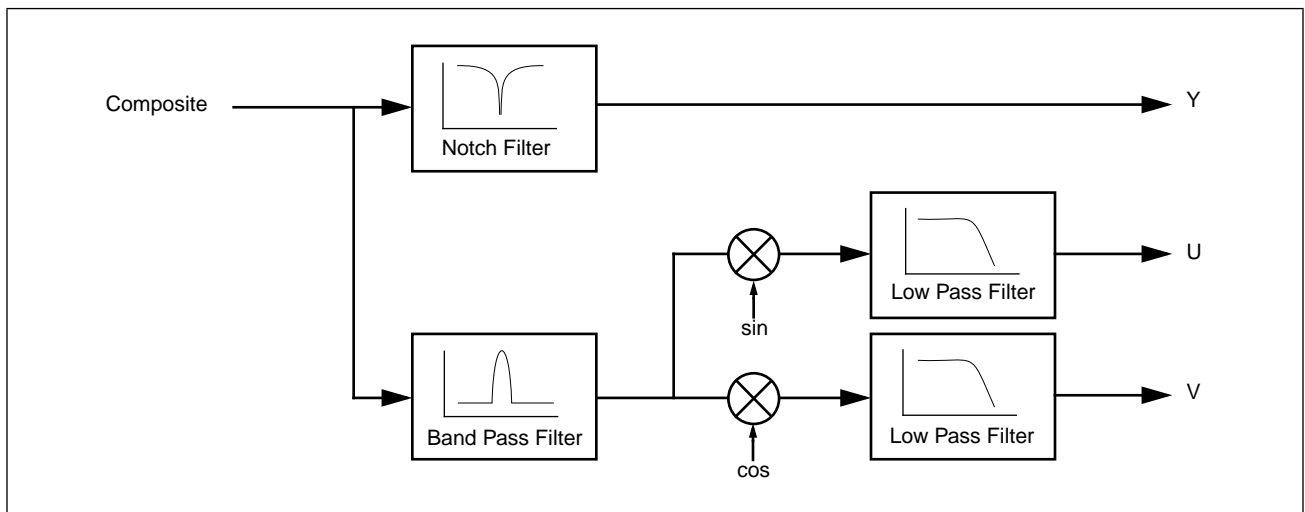 Composite
Notch Filter
Y
sin
Low Pass Filter
U
Band Pass Filter
cos
Low Pass Filter
V